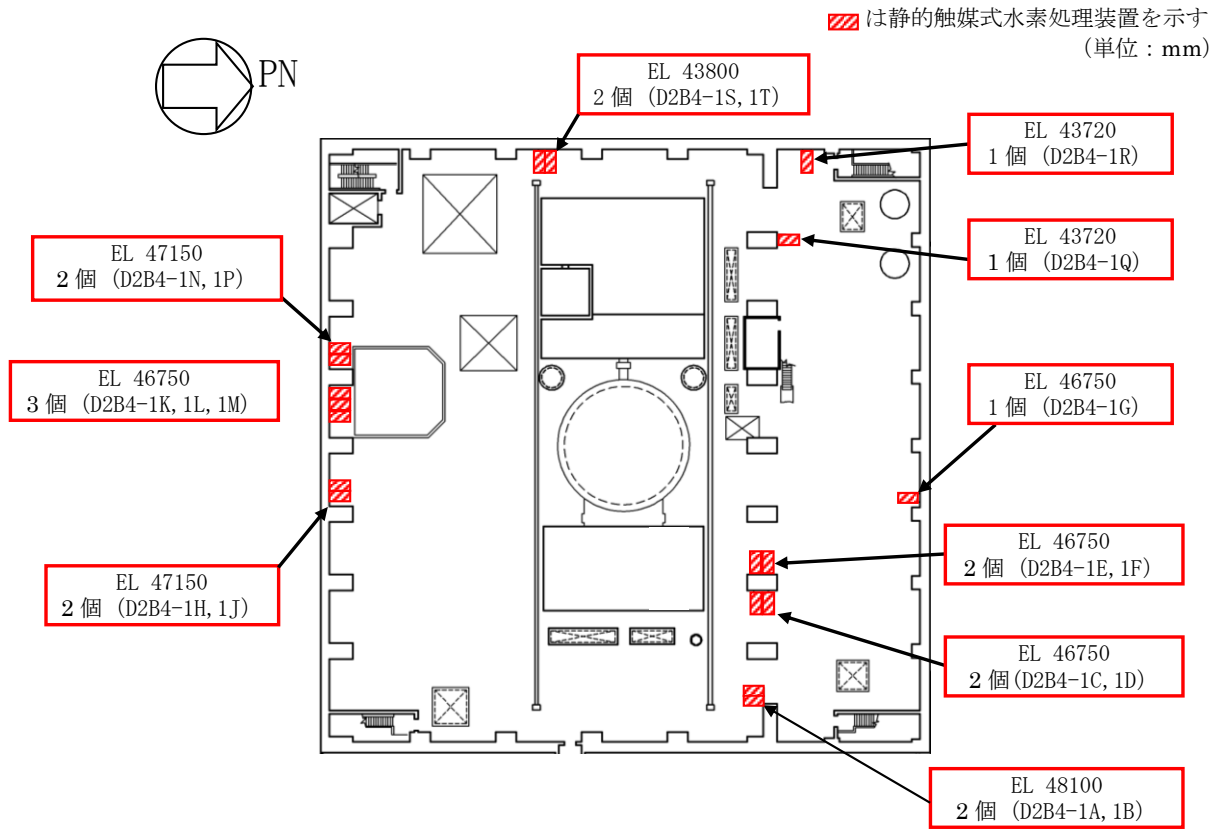 は静的触媒式水素処理装置を示す
(単位:mm)
PN
EL 43800
2 個 (D2B4-1S, 1T)
EL 43720
1 個 (D2B4-1R)
EL 43720
1 個 (D2B4-1Q)
EL 47150
2 個 (D2B4-1N, 1P)
EL 46750
3 個 (D2B4-1K, 1L, 1M)
EL 46750
1 個 (D2B4-1G)
EL 46750
2 個 (D2B4-1E, 1F)
EL 47150
2 個 (D2B4-1H, 1J)
EL 46750
2 個(D2B4-1C, 1D)
EL 48100
2 個 (D2B4-1A, 1B)